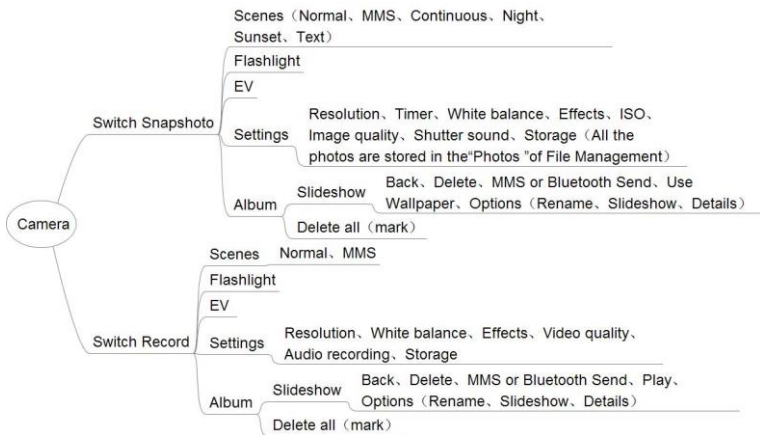 Camera
Switch Snapshoto
Scenes（Normal、MMS、Continuous、Night、
Sunset、Text）
Flashlight
EV
Settings
Resolution、Timer、White balance、Effects、ISO、
Image quality、Shutter sound、Storage（All the
photos are stored in the“Photos ”of File Management）
Album
Slideshow
Back、Delete、MMS or Bluetooth Send、Use
Wallpaper、Options（Rename、Slideshow、Details）
Delete all（mark）
Switch Record
Scenes
Normal、MMS
Flashlight
EV
Settings
Resolution、White balance、Effects、Video quality、
Audio recording、Storage
Album
Slideshow
Back、Delete、MMS or Bluetooth Send、Play、
Options（Rename、Slideshow、Details）
Delete all（mark）